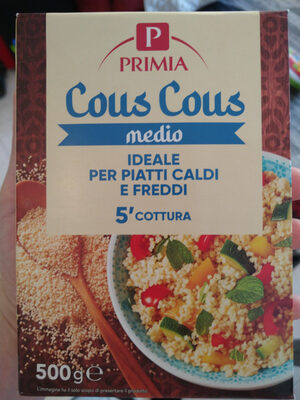 P
PRIMIA
Cous Cous
medio
IDEALE
PER PIATTI CALDI
E FREDDI
5' COTTURA
500g e
L'immagine ha il solo scopo di presentare il prodotto